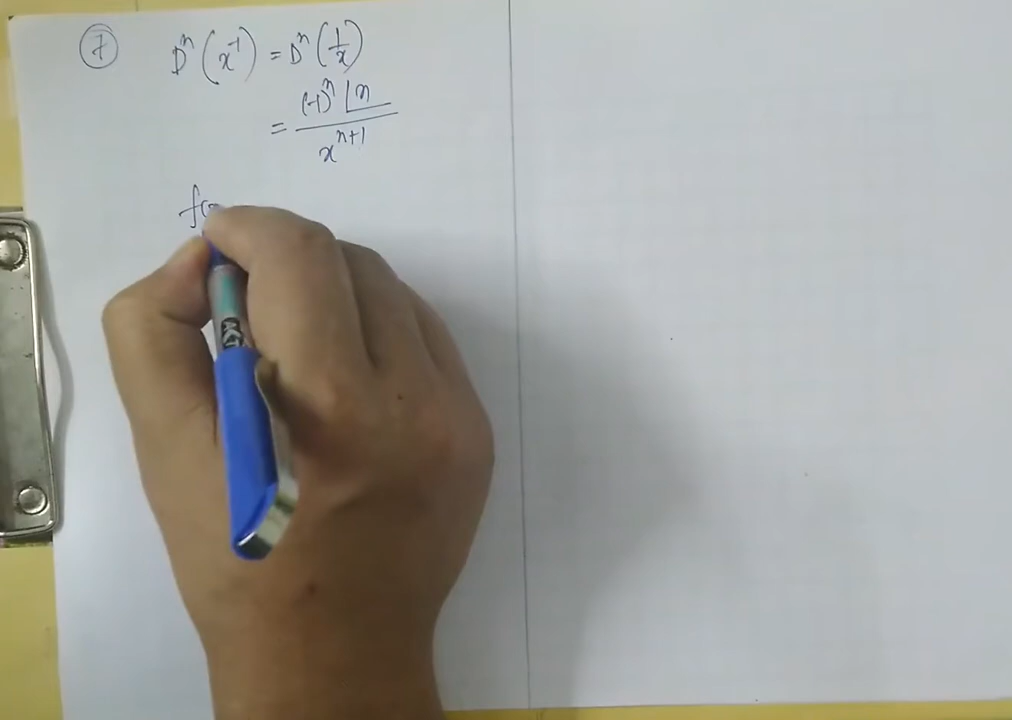 ⑦ Dⁿ(x⁻¹) = Dⁿ(1/x)
= (-1)ⁿ ⌊n / xⁿ⁺¹
f(